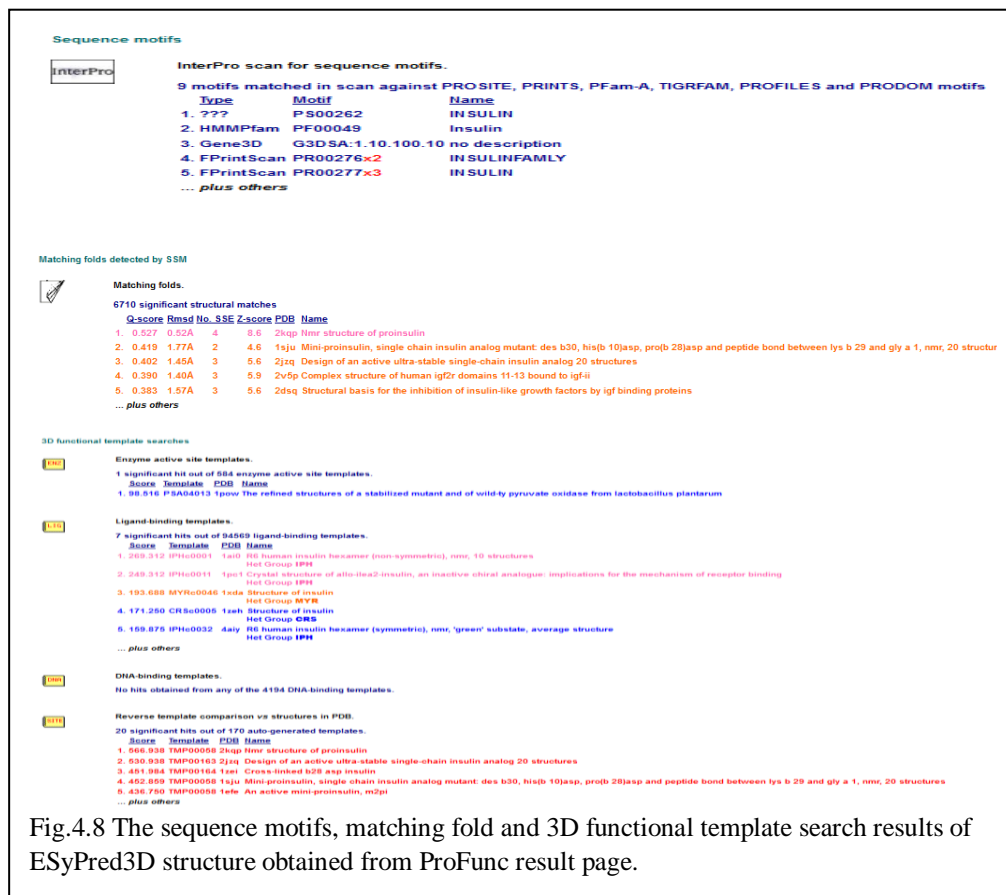 Sequence motifs
InterPro
InterPro scan for sequence motifs.
9 motifs matched in scan against PROSITE, PRINTS, PFam-A, TIGRFAM, PROFILES and PRODOM motifs
Type Motif Name
1. ??? PS00262 INSULIN
2. HMMPfam PF00049 Insulin
3. Gene3D G3DSA:1.10.100.10 no description
4. FPrintScan PR00276x2 INSULINFAMLY
5. FPrintScan PR00277x3 INSULIN
... plus others
Matching folds detected by SSM
Matching folds.
6710 significant structural matches
Q-score Rmsd No. SSE Z-score PDB Name
1. 0.527 0.52A 4 8.6 2kqp Nmr structure of proinsulin
2. 0.419 1.77A 2 4.6 1sju Mini-proinsulin, single chain insulin analog mutant: des b30, his(b 10)asp, pro(b 28)asp and peptide bond between lys b 29 and gly a 1, nmr, 20 structur
3. 0.402 1.45A 3 5.6 2jzq Design of an active ultra-stable single-chain insulin analog 20 structures
4. 0.390 1.40A 3 5.9 2v5p Complex structure of human igf2r domains 11-13 bound to igf-ii
5. 0.383 1.57A 3 5.6 2dsq Structural basis for the inhibition of insulin-like growth factors by igf binding proteins
... plus others
3D functional template searches
ENZ
Enzyme active site templates.
1 significant hit out of 584 enzyme active site templates.
Score Template PDB Name
1. 98.516 PSA04013 1pow The refined structures of a stabilized mutant and of wild-ty pyruvate oxidase from lactobacillus plantarum
LIG
Ligand-binding templates.
7 significant hits out of 94569 ligand-binding templates.
Score Template PDB Name
1. 269.312 IPHc0001 1ai0 R6 human insulin hexamer (non-symmetric), nmr, 10 structures
Het Group IPH
2. 249.312 IPHc0011 1pc1 Crystal structure of allo-ilea2-insulin, an inactive chiral analogue: implications for the mechanism of receptor binding
Het Group IPH
3. 193.688 MYRc0046 1xda Structure of insulin
Het Group MYR
4. 171.250 CRSc0005 1zeh Structure of insulin
Het Group CRS
5. 159.875 IPHc0032 4aiy R6 human insulin hexamer (symmetric), nmr, 'green' substate, average structure
Het Group IPH
... plus others
DNA
DNA-binding templates.
No hits obtained from any of the 4194 DNA-binding templates.
SITE
Reverse template comparison vs structures in PDB.
20 significant hits out of 170 auto-generated templates.
Score Template PDB Name
1. 566.938 TMP00058 2kqp Nmr structure of proinsulin
2. 530.938 TMP00163 2jzq Design of an active ultra-stable single-chain insulin analog 20 structures
3. 451.984 TMP00164 1zei Cross-linked b28 asp insulin
4. 452.859 TMP00058 1sju Mini-proinsulin, single chain insulin analog mutant: des b30, his(b 10)asp, pro(b 28)asp and peptide bond between lys b 29 and gly a 1, nmr, 20 structures
5. 436.750 TMP00058 1efe An active mini-proinsulin, m2pi
... plus others
Fig.4.8 The sequence motifs, matching fold and 3D functional template search results of
ESyPred3D structure obtained from ProFunc result page.